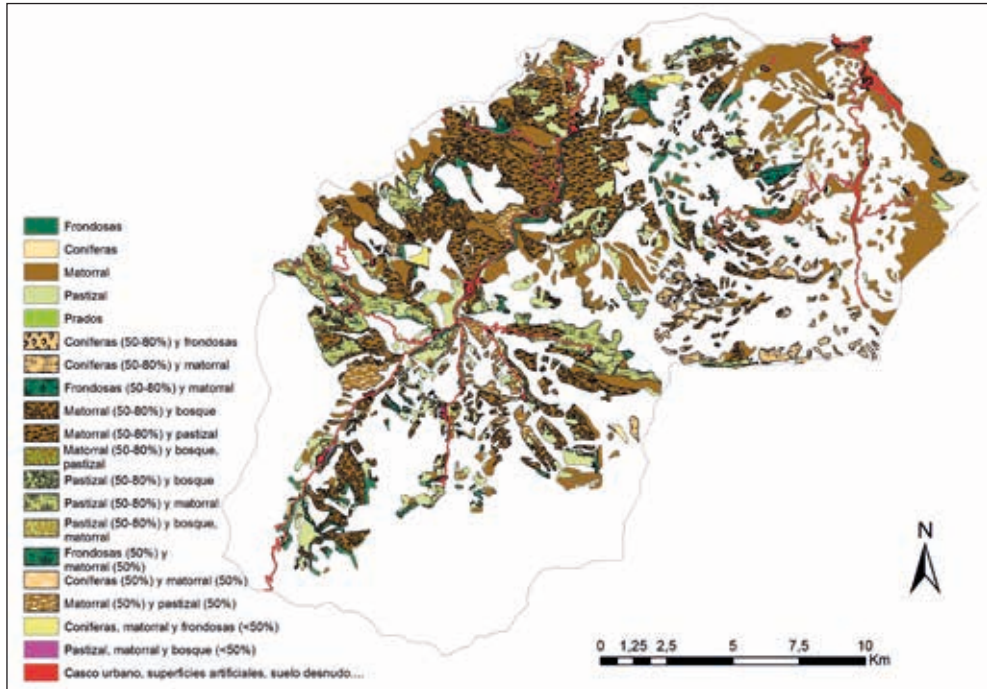 Frondosas
Coníferas
Matorral
Pastizal
Prados
Coníferas (50-80%) y frondosas
Coníferas (50-80%) y matorral
Frondosas (50-80%) y matorral
Matorral (50-80%) y bosque
Matorral (50-80%) y pastizal
Matorral (50-80%) y bosque,
pastizal
Pastizal (50-80%) y bosque
Pastizal (50-80%) y matorral
Pastizal (50-80%) y bosque,
matorral
Frondosas (50%) y
matorral (50%)
Coníferas (50%) y matorral (50%)
Matorral (50%) y pastizal (50%)
Coníferas, matorral y frondosas (<50%)
Pastizal, matorral y bosque (<50%)
Casco urbano, superficies artificiales, suelo desnudo....
N
0 1,25 2,5 5 7,5 10
Km